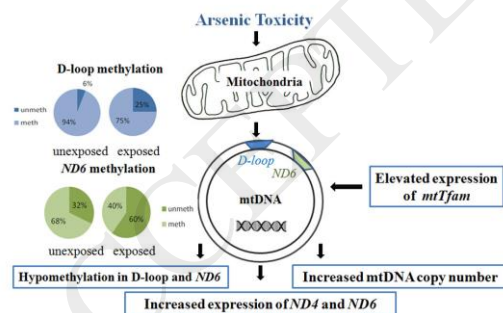 Arsenic Toxicity
Mitochondria
D-loop methylation
6%
unmeth
meth
94%
25%
75%
unexposed
exposed
ND6 methylation
32%
68%
40%
60%
unmeth
meth
unexposed
exposed
D-loop
ND6
mtDNA
Elevated expression
of mtTfam
Hypomethylation in D-loop and ND6
Increased mtDNA copy number
Increased expression of ND4 and ND6